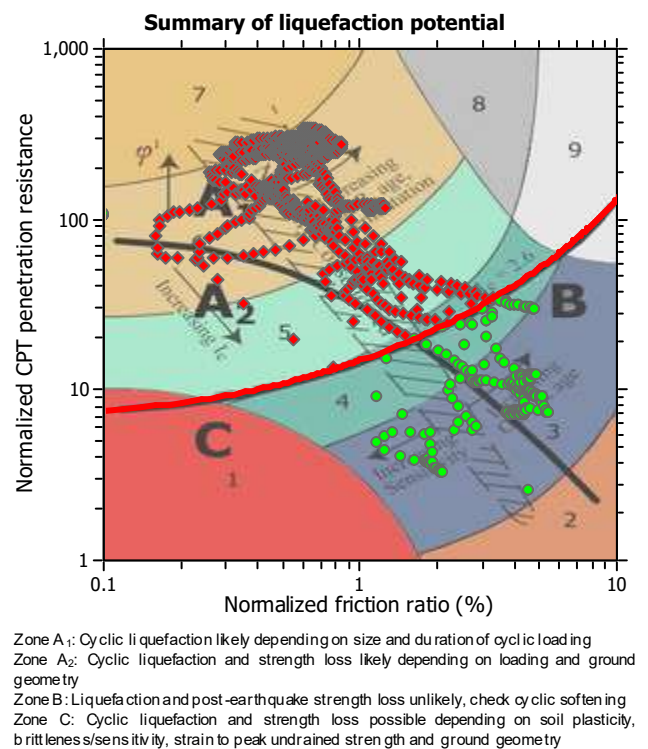 Summary of liquefaction potential
1,000
100
10
1
Normalized CPT penetration resistance
7
8
9
φ'
A
A2
B
C
5
4
3
1
2
Increasing Ic
2.6
0.1
1
10
Normalized friction ratio (%)
Zone A1: Cyclic liquefaction likely depending on size and duration of cyclic loading
Zone A2: Cyclic liquefaction and strength loss likely depending on loading and ground
geometry
Zone B: Liquefaction and post-earthquake strength loss unlikely, check cyclic softening
Zone C: Cyclic liquefaction and strength loss possible depending on soil plasticity,
brittleness/sensitivity, strain to peak undrained strength and ground geometry